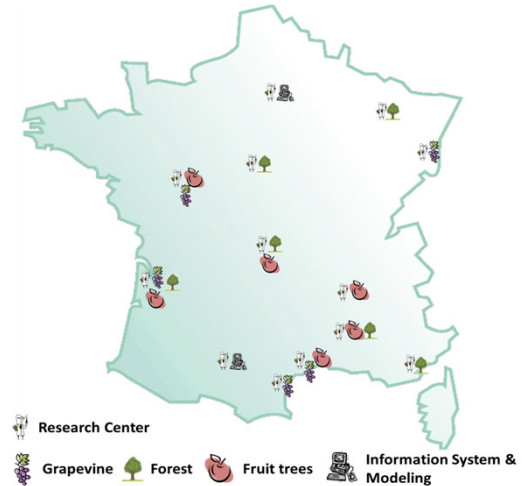 Research Center
Grapevine
Forest
Fruit trees
Information System &
Modeling